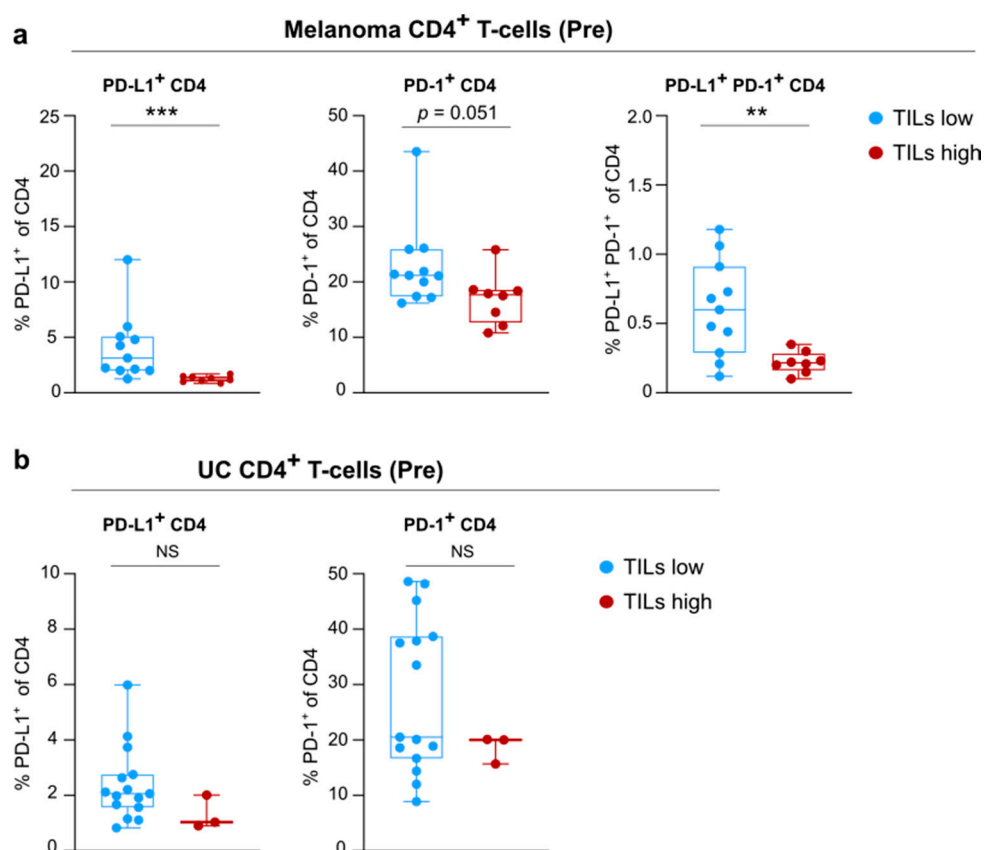 a
Melanoma CD4⁺ T-cells (Pre)
PD-L1⁺ CD4
***
% PD-L1⁺ of CD4
25
20
15
10
5
0
PD-1⁺ CD4
p = 0.051
% PD-1⁺ of CD4
50
40
30
20
10
0
PD-L1⁺ PD-1⁺ CD4
**
% PD-L1⁺ PD-1⁺ of CD4
2.0
1.5
1.0
0.5
0
TILs low
TILs high
b
UC CD4⁺ T-cells (Pre)
PD-L1⁺ CD4
NS
% PD-L1⁺ of CD4
10
8
6
4
2
0
PD-1⁺ CD4
NS
% PD-1⁺ of CD4
50
40
30
20
10
0
TILs low
TILs high